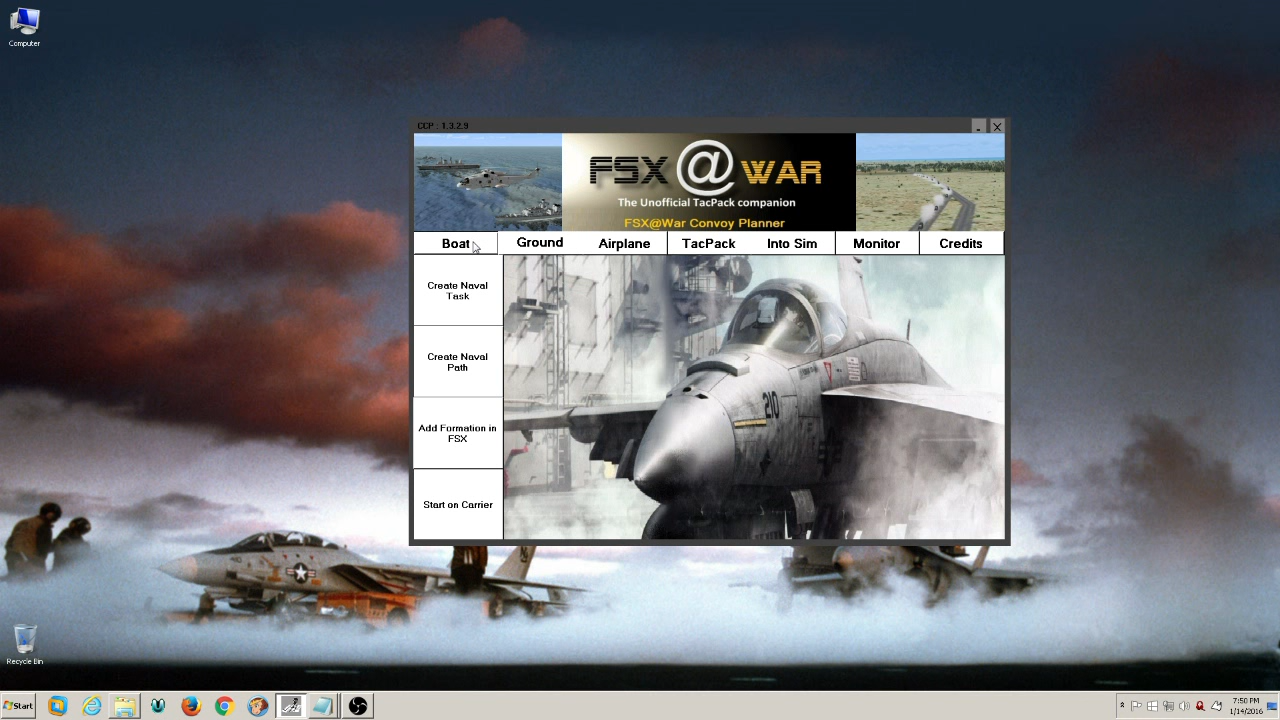 Computer
CCP : 1.3.2.9
FSX @ WAR
The Unofficial TacPack companion
FSX@War Convoy Planner
Boat
Ground
Airplane
TacPack
Into Sim
Monitor
Credits
Create Naval
Task
Create Naval
Path
Add Formation in
FSX
Start on Carrier
210
Recycle Bin
Start
7:50 PM
1/14/2016